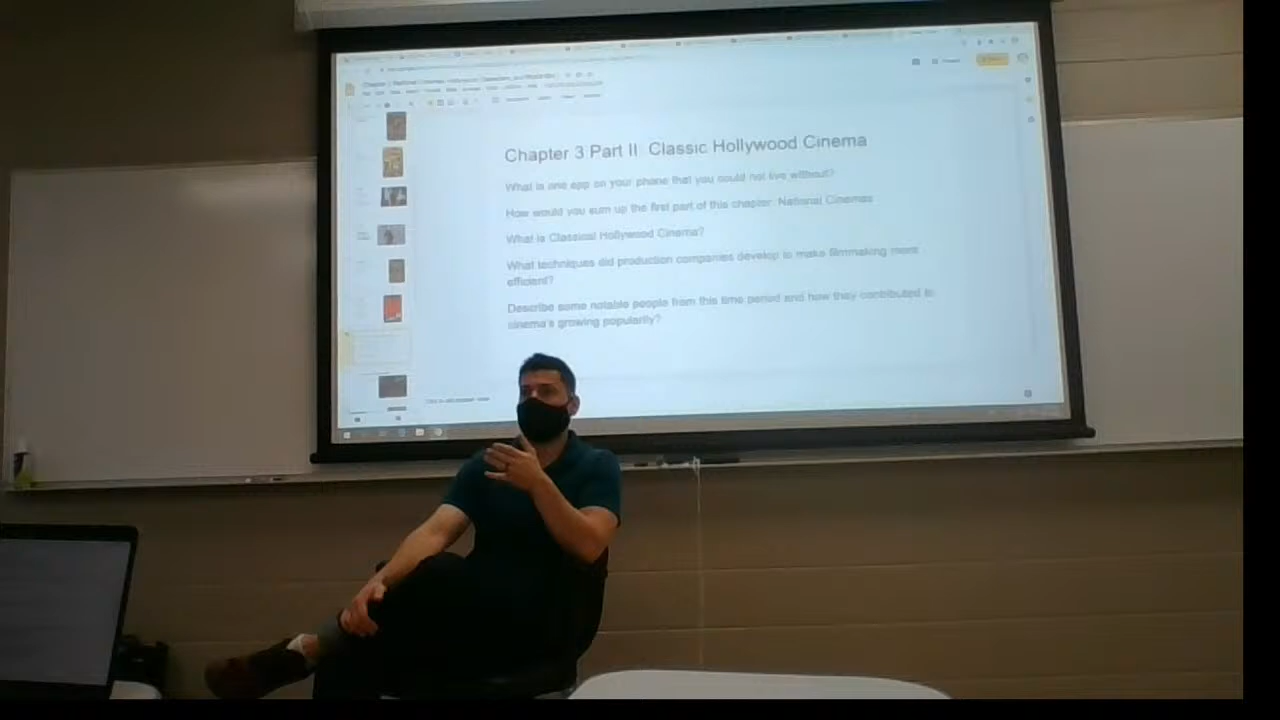 Chapter 3 Part II Classic Hollywood Cinema
What is one app on your phone that you could not live without?
How would you sum up the first part of this chapter: National Cinemas
What is Classical Hollywood Cinema?
What techniques did production companies develop to make filmmaking more
efficient?
Describe some notable people from this time period and how they contributed to
cinema's growing popularity?